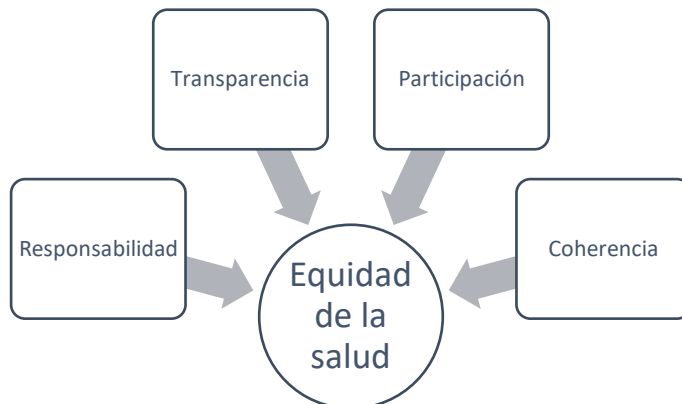 Transparencia
Participación
Responsabilidad
Coherencia
Equidad
de la
salud